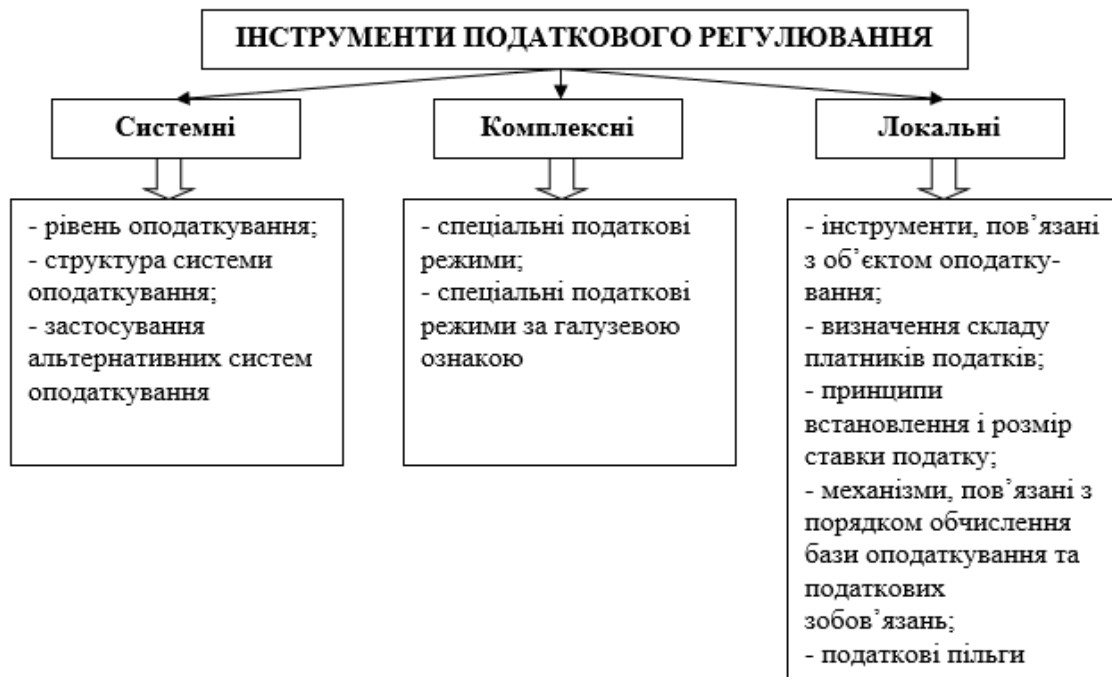 ІНСТРУМЕНТИ ПОДАТКОВОГО РЕГУЛЮВАННЯ
Системні
Комплексні
Локальні
- рівень оподаткування;
- структура системи
оподаткування;
- застосування
альтернативних систем
оподаткування
- спеціальні податкові
режими;
- спеціальні податкові
режими за галузевою
ознакою
- інструменти, пов’язані
з об’єктом оподатку-
вання;
- визначення складу
платників податків;
- принципи
встановлення і розмір
ставки податку;
- механізми, пов’язані з
порядком обчислення
бази оподаткування та
податкових
зобов’язань;
- податкові пільги